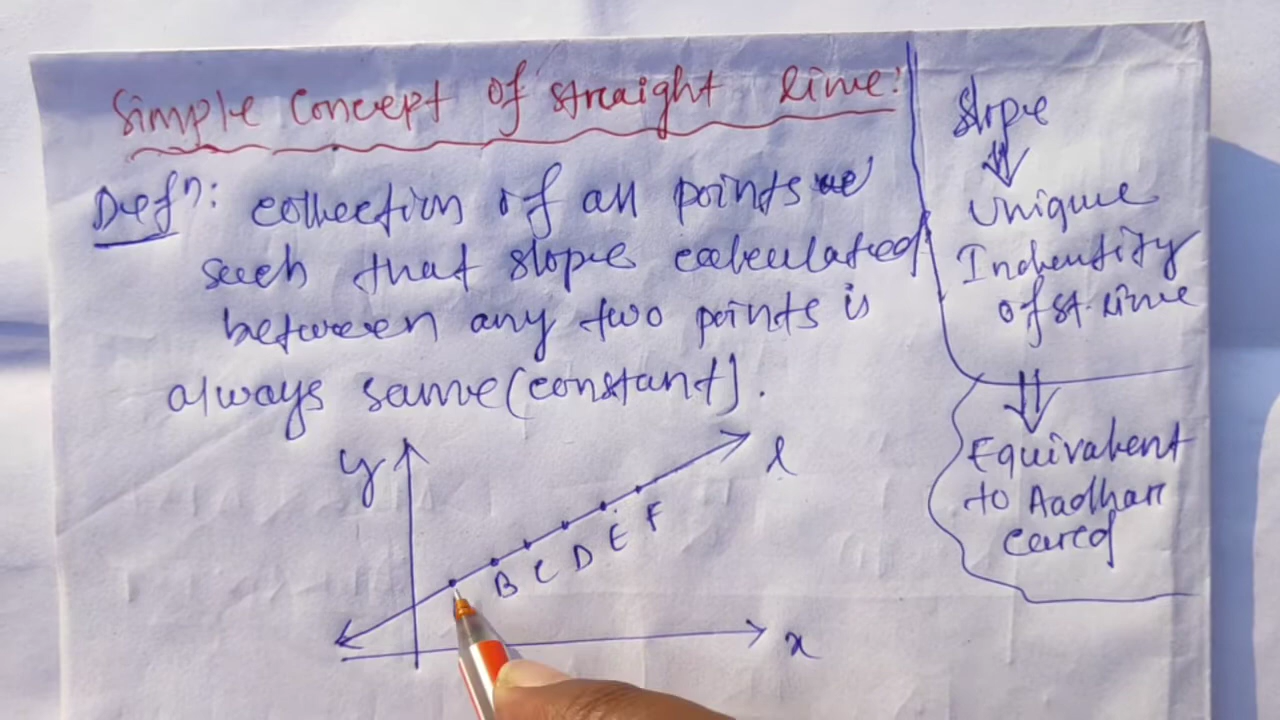 Simple Concept of straight line:
Defn: collection of all points
such that slope calculated
between any two points is
always same (constant).
y
l
B C D E F
x
Slope
Unique
Indentity
of st. line
Equivalent
to Aadhar
card